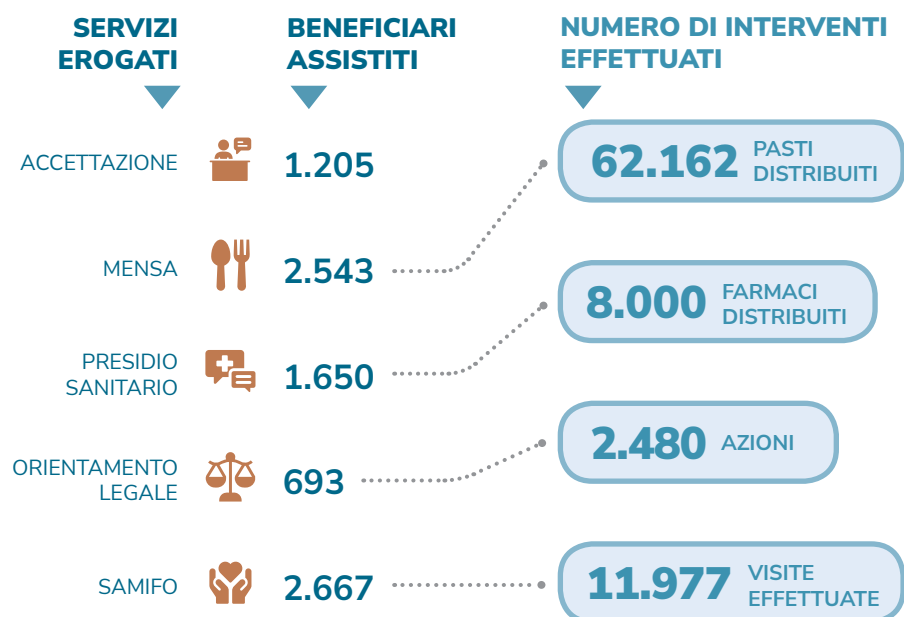 SERVIZI
EROGATI
BENEFICIARI
ASSISTITI
NUMERO DI INTERVENTI
EFFETTUATI
ACCETTAZIONE
1.205
MENSA
2.543
62.162
PASTI
DISTRIBUITI
PRESIDIO
SANITARIO
1.650
8.000
FARMACI
DISTRIBUITI
ORIENTAMENTO
LEGALE
693
2.480
AZIONI
SAMIFO
2.667
11.977
VISITE
EFFETTUATE